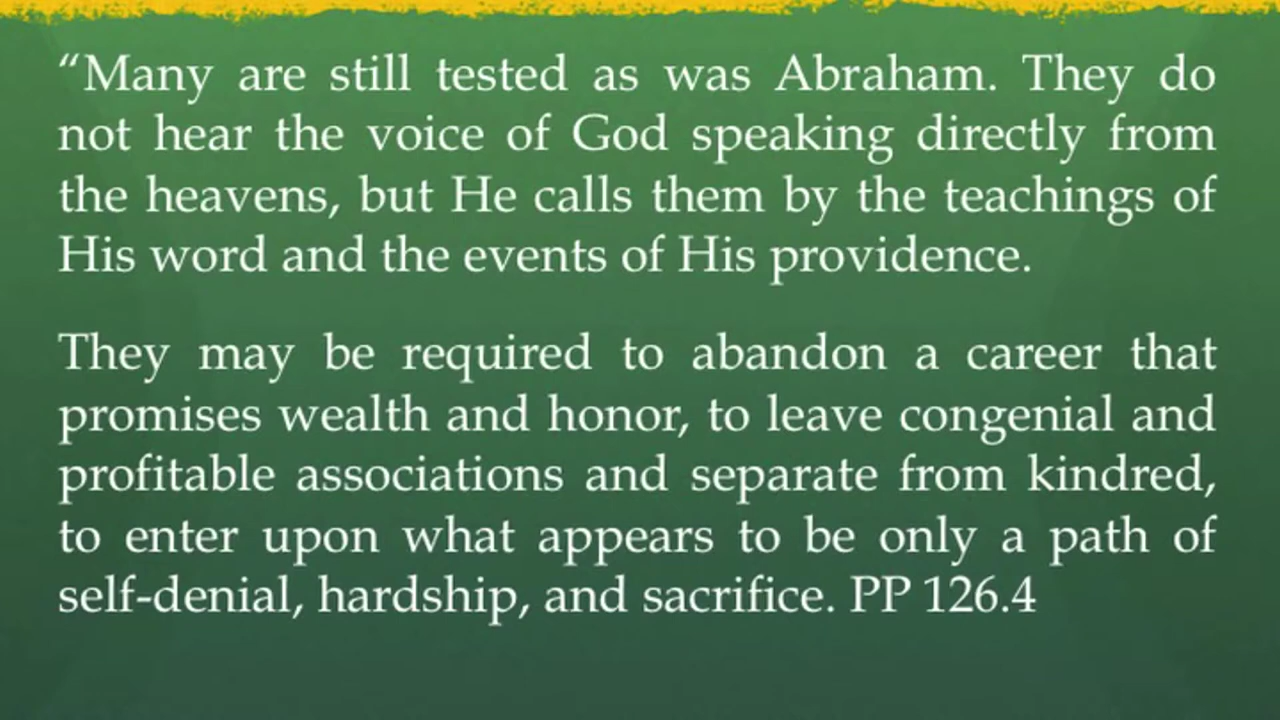 “Many are still tested as was Abraham. They do
not hear the voice of God speaking directly from
the heavens, but He calls them by the teachings of
His word and the events of His providence.
They may be required to abandon a career that
promises wealth and honor, to leave congenial and
profitable associations and separate from kindred,
to enter upon what appears to be only a path of
self-denial, hardship, and sacrifice. PP 126.4